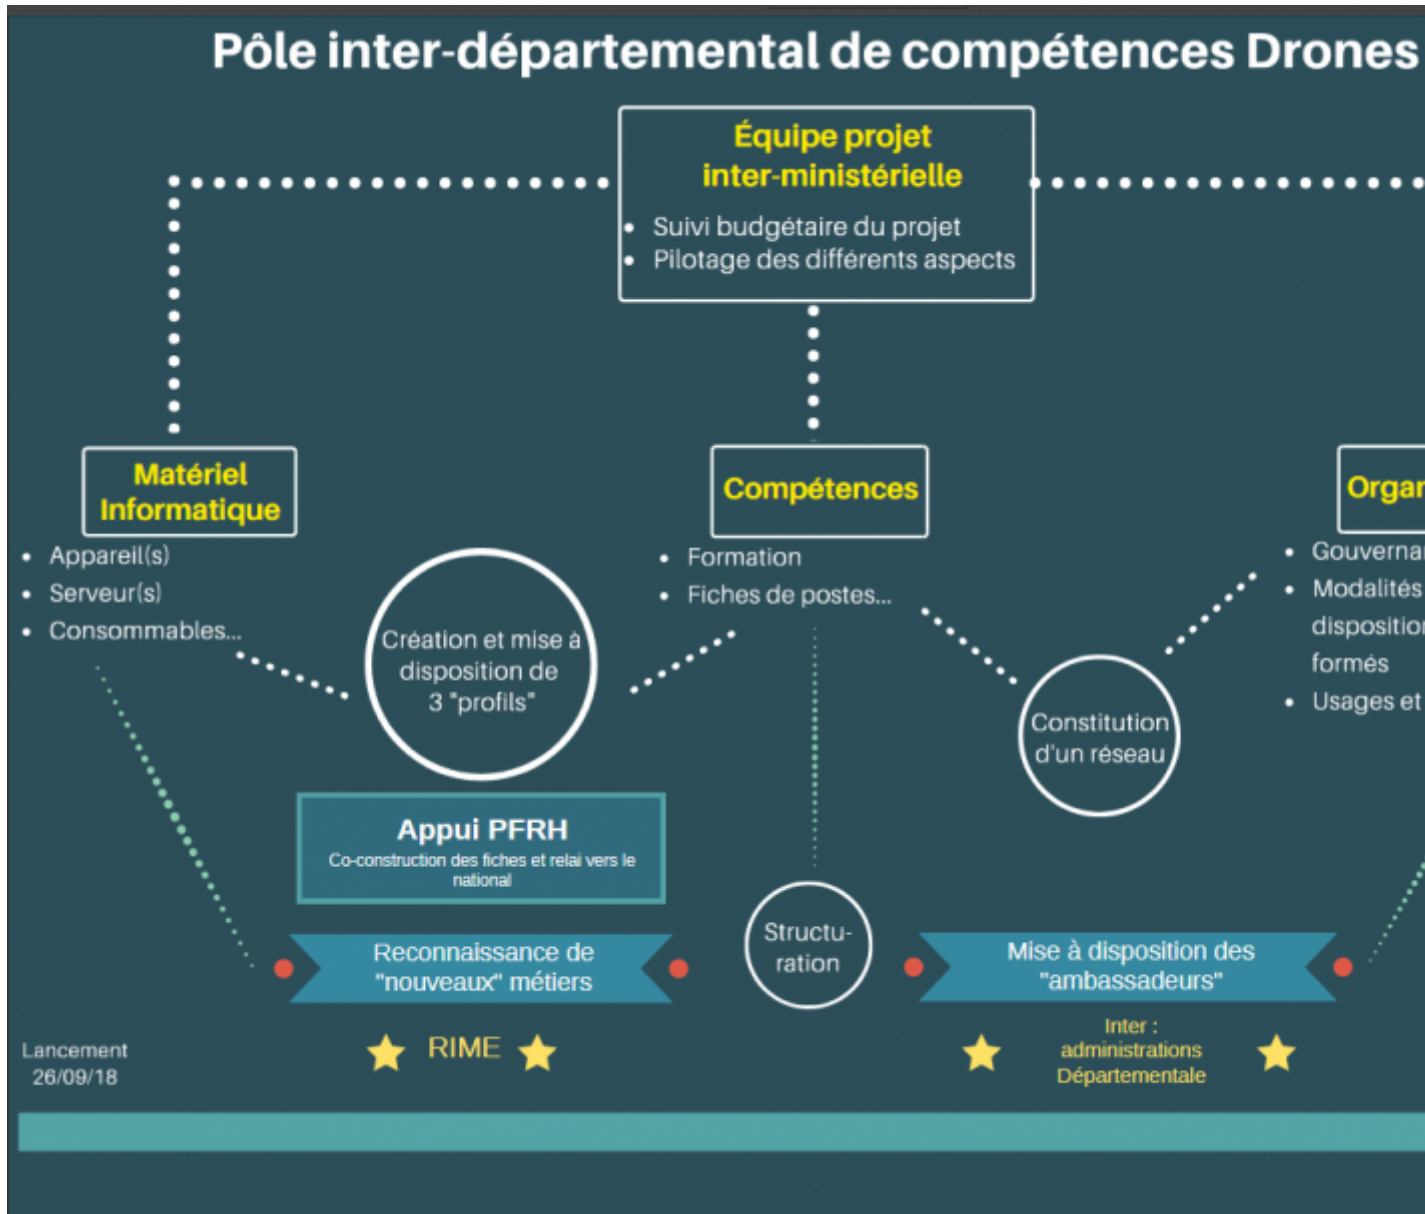 Pôle inter-départemental de compétences Drones
Équipe projet
inter-ministérielle
• Suivi budgétaire du projet
• Pilotage des différents aspects
Matériel
Informatique
• Appareil(s)
• Serveur(s)
• Consommables...
Création et mise à
disposition de
3 "profils"
Appui PFRH
Co-construction des fiches et relai vers le
national
Reconnaissance de
"nouveaux" métiers
RIME
Compétences
• Formation
• Fiches de postes...
Structu-
ration
Constitution
d'un réseau
Mise à disposition des
"ambassadeurs"
Inter :
administrations
Départementale
• Modalités
formés
• Usages et
Lancement
26/09/18